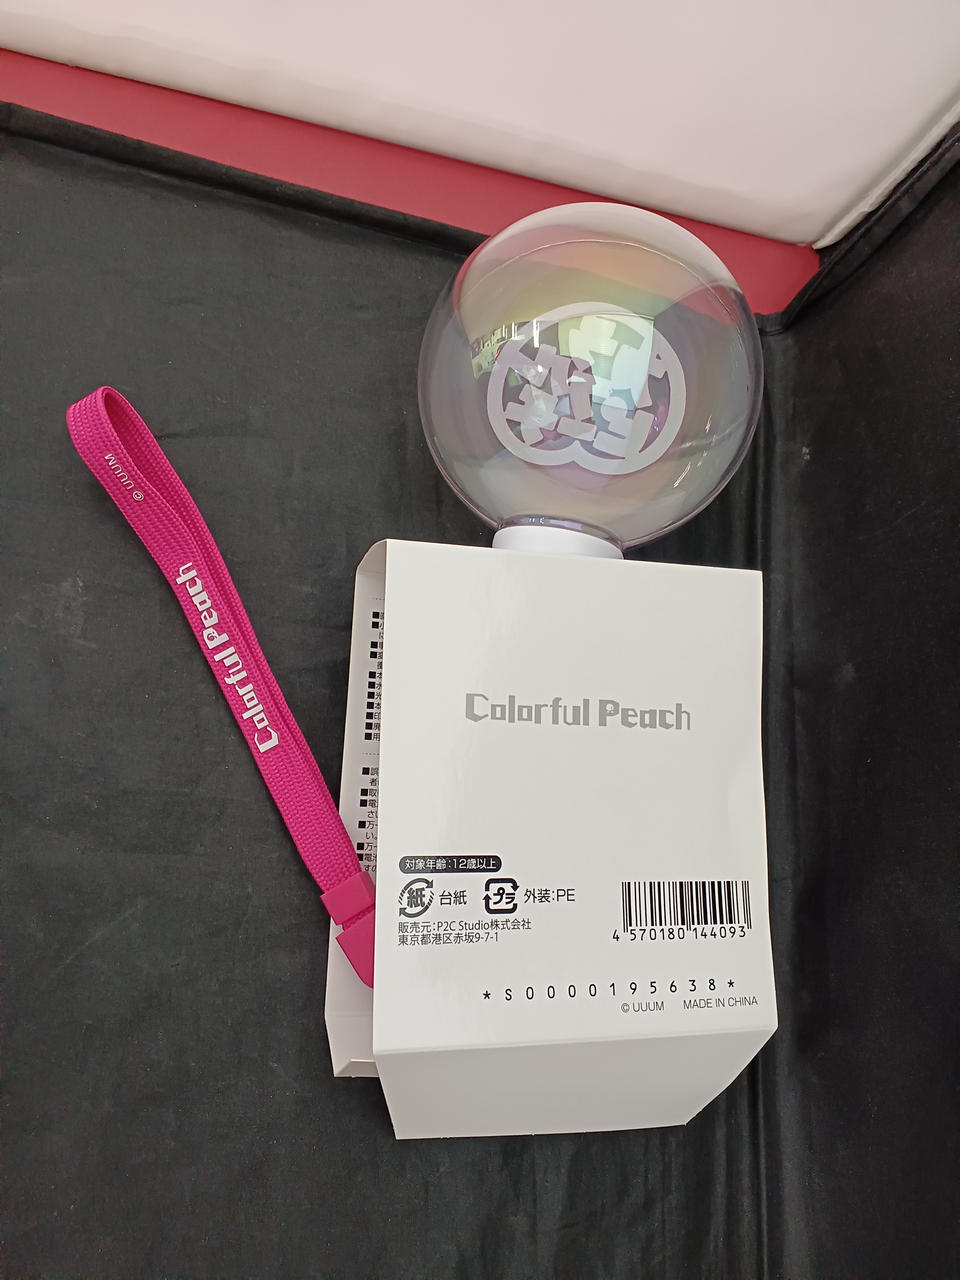 © UUUM
Colorful Peach
Colorful Peach
対象年齢:12歳以上
紙 台紙 プラ 外装:PE
販売元:P2C Studio株式会社
東京都港区赤坂9-7-1
4 570180 144093
*S0000195638*
© UUUM MADE IN CHINA